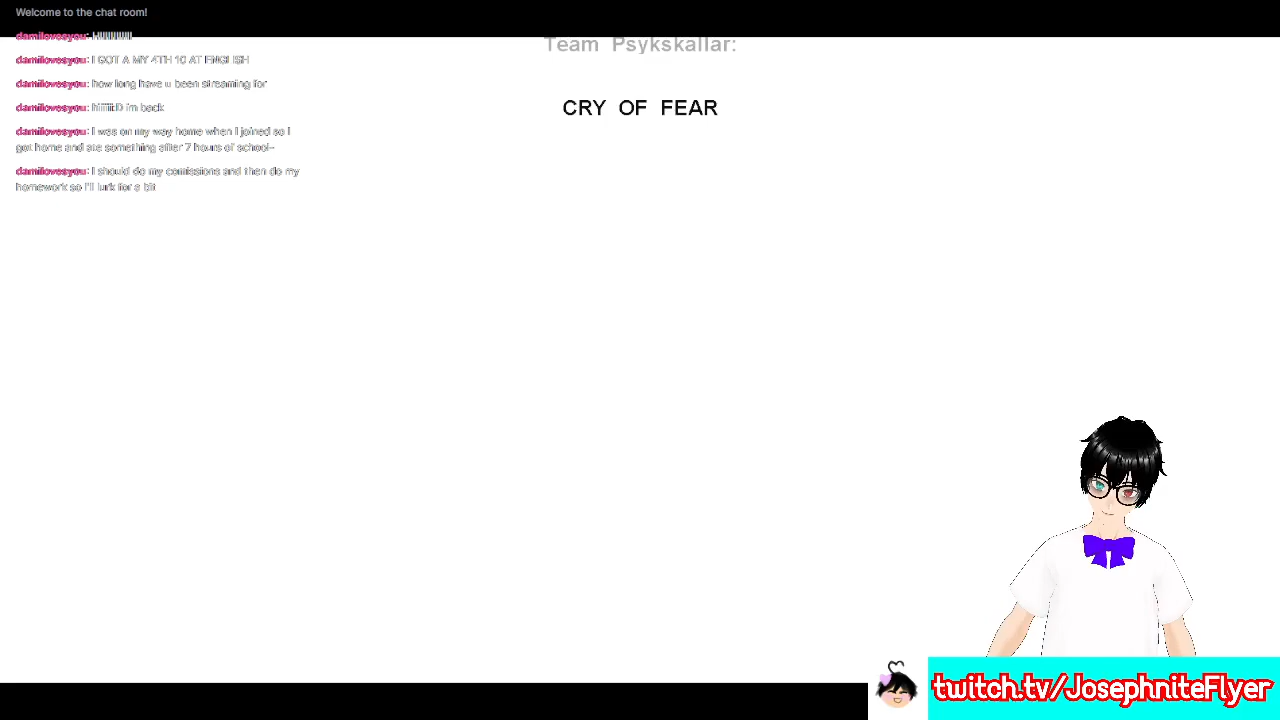 Welcome to the chat room!
damilovesyou: HIIIIIIIIII
damilovesyou: I GOT A MY 4TH 10 AT ENGLISH
damilovesyou: how long have u been streaming for
damilovesyou: hiiiii:D i'm back
damilovesyou: I was on my way home when I joined so I
got home and ate something after 7 hours of school~
damilovesyou: I should do my comissions and then do my
homework so I'll lurk for a bit
Team Psykskallar:
CRY OF FEAR
twitch.tv/JosephniteFlyer